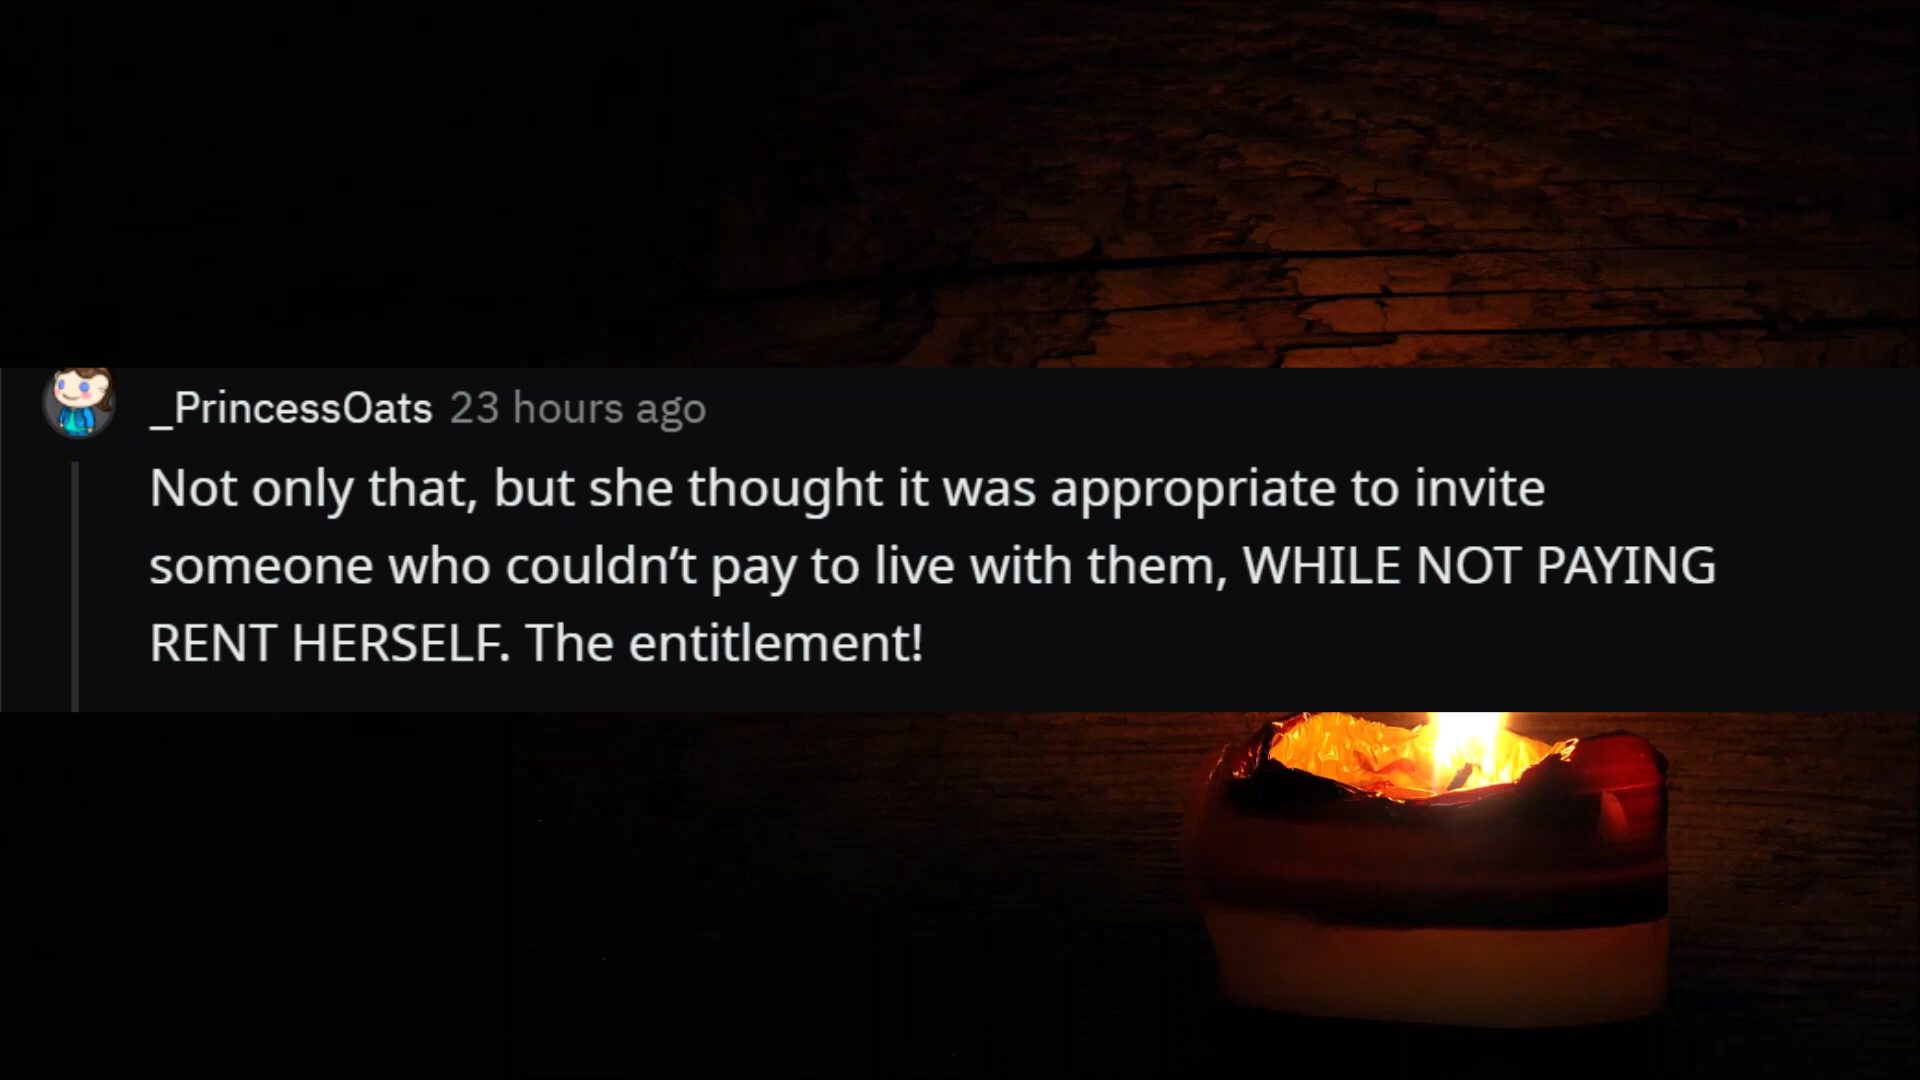 _PrincessOats 23 hours ago
Not only that, but she thought it was appropriate to invite
someone who couldn’t pay to live with them, WHILE NOT PAYING
RENT HERSELF. The entitlement!